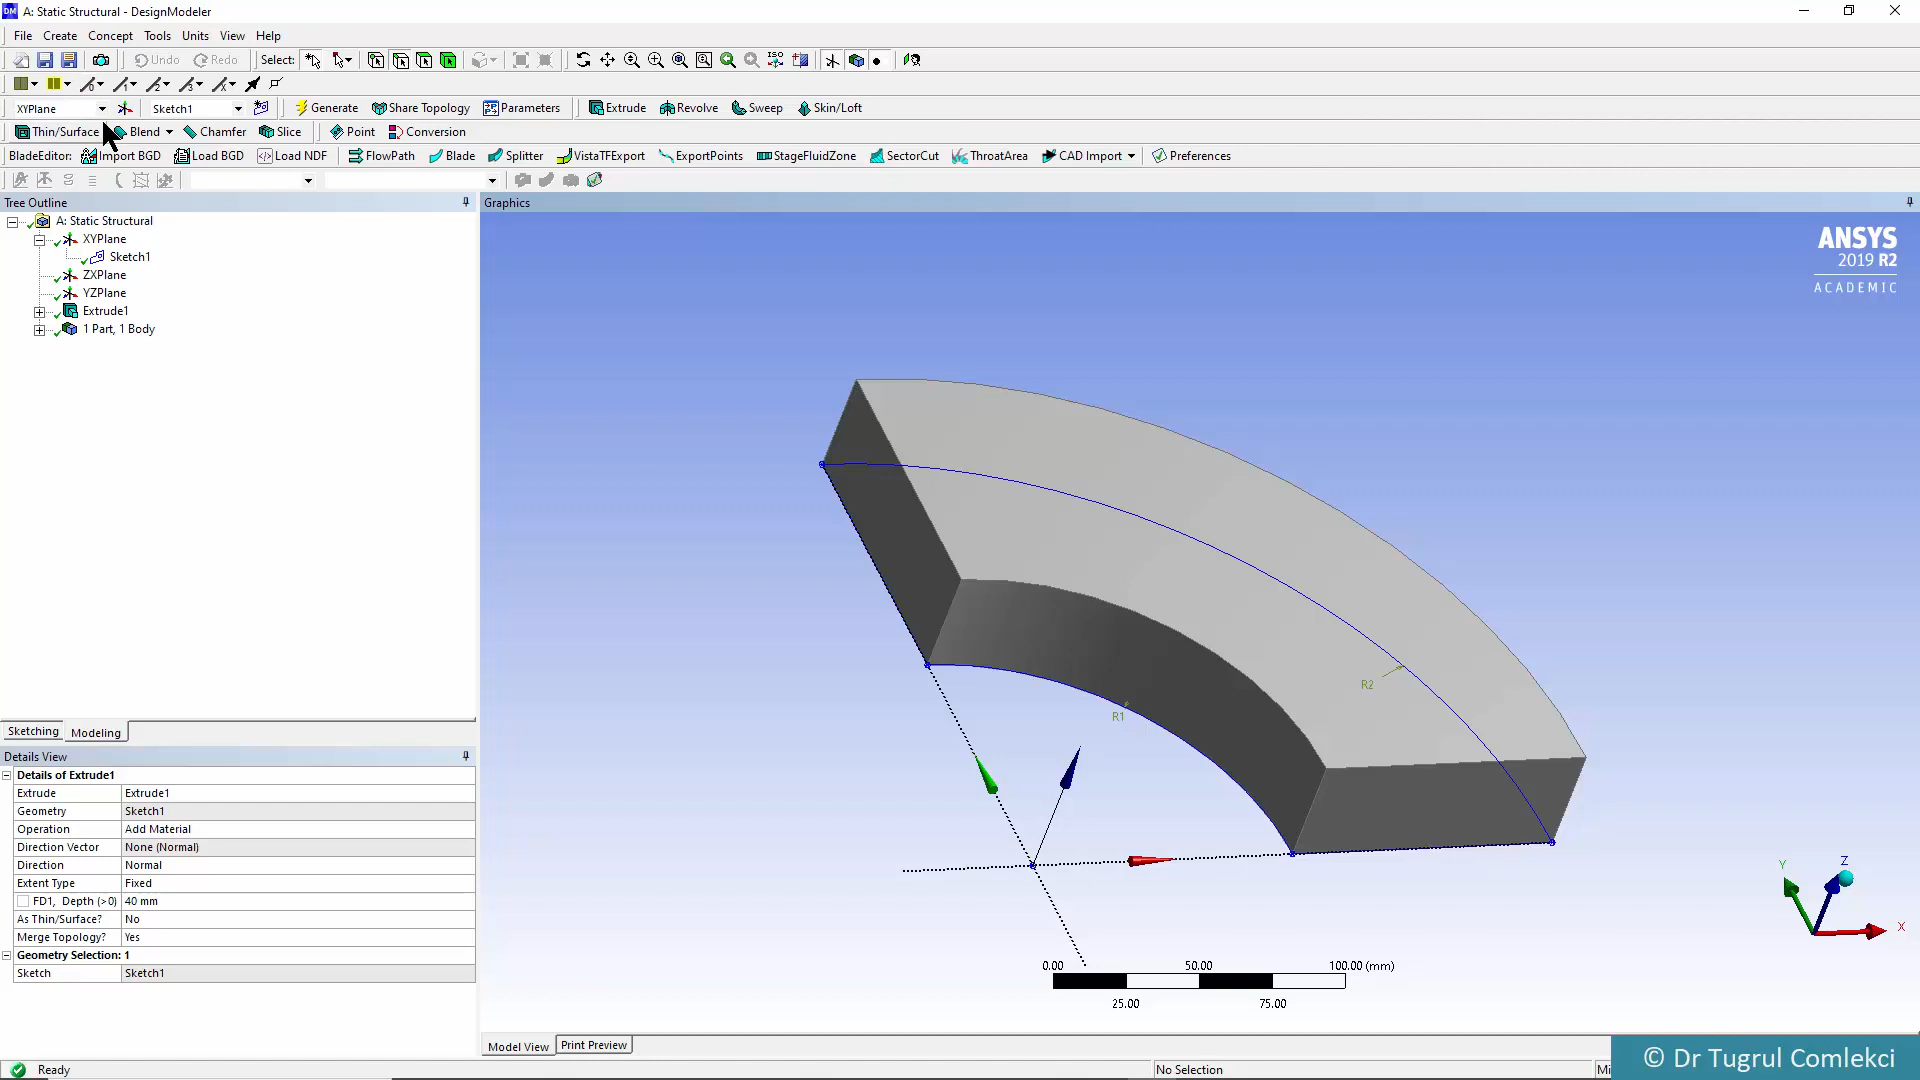 A: Static Structural - DesignModeler
File Create Concept Tools Units View Help
Undo Redo Select: ISO
XYPlane Sketch1 Generate Share Topology Parameters Extrude Revolve Sweep Skin/Loft
Thin/Surface Blend Chamfer Slice Point Conversion
BladeEditor: Import BGD Load BGD Load NDF FlowPath Blade Splitter VistaTFExport ExportPoints StageFluidZone SectorCut ThroatArea CAD Import Preferences
Tree Outline
A: Static Structural
XYPlane
Sketch1
ZXPlane
YZPlane
Extrude1
1 Part, 1 Body
Sketching Modeling
Details View
Details of Extrude1
Extrude Extrude1
Geometry Sketch1
Operation Add Material
Direction Vector None (Normal)
Direction Normal
Extent Type Fixed
FD1, Depth (>0) 40 mm
As Thin/Surface? No
Merge Topology? Yes
Geometry Selection: 1
Sketch Sketch1
Graphics
ANSYS
2019 R2
ACADEMIC
R2
R1
Y Z
X
0.00 50.00 100.00 (mm)
25.00 75.00
Model View Print Preview
Ready No Selection
© Dr Tugrul Comlekci